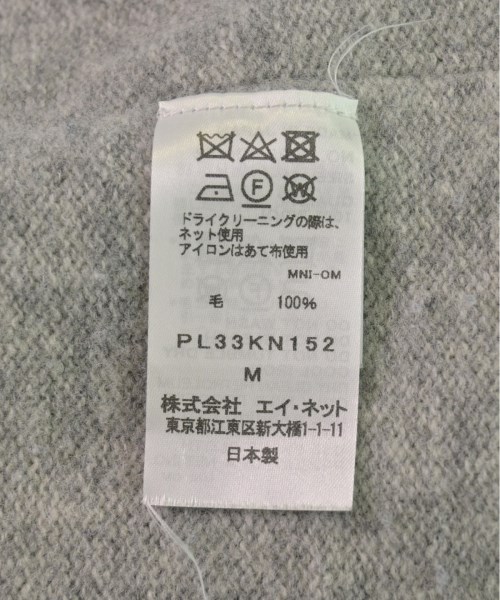 F W
ドライクリーニングの際は、
ネット使用
アイロンはあて布使用
MNI-OM
毛 100%
PL33KN152
M
株式会社 エイ・ネット
東京都江東区新大橋1-1-11
日本製